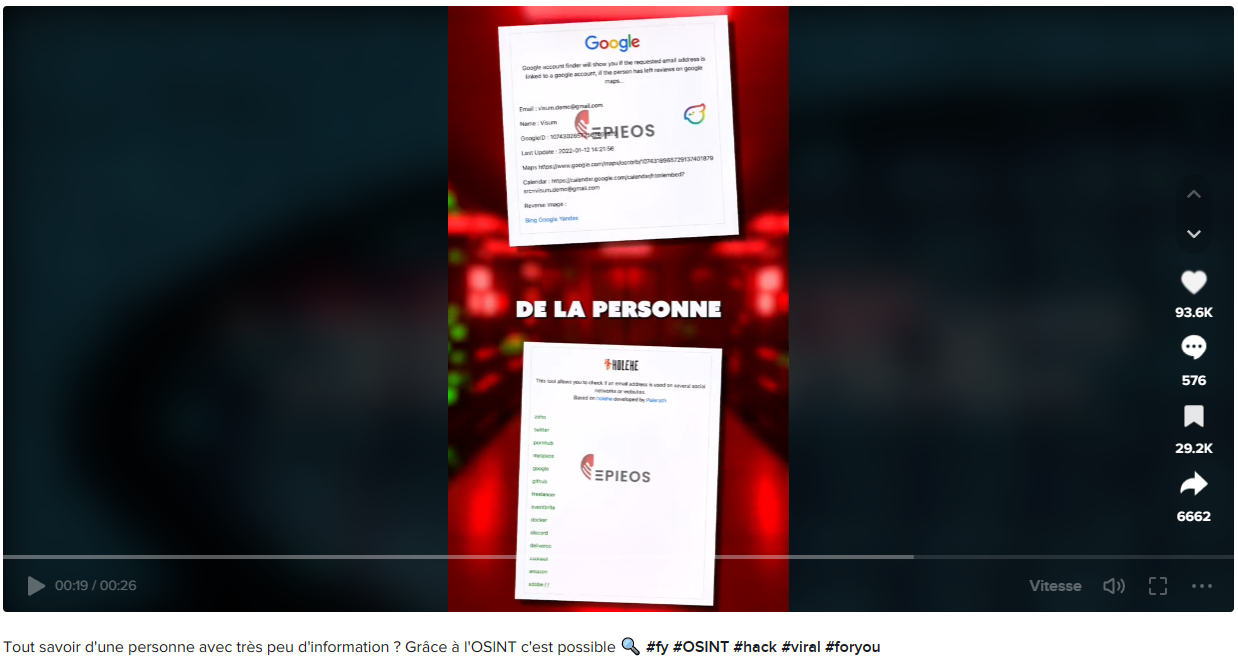 Google
Google account finder will show you if the requested email address is
linked to a google account, if the person has left reviews on google
maps...
Email : visum.demo@gmail.com
Name : Visum
EPIEOS
GoogleID :
Last Update : 2022-01-12 14:21:56
Maps https://www.google.com/maps/contrib/
Calendar : https://calendar.google.com/calendar/htmlembed?
src=visum.demo@gmail.com
Reverse Image :
Bing Google Yandex
DE LA PERSONNE
HOLEHE
This tool allows you to check if an email address is used on several social
networks or websites.
Based on holehe developed by Palenath
zoho
twitter
pornhub
myspace
google
github
freelancer
eventbrite
docker
discord
deliveroo
amazon
adobe
EPIEOS
93.6K
576
29.2K
6662
00:19 / 00:26
Vitesse
Tout savoir d'une personne avec très peu d'information ? Grâce à l'OSINT c'est possible 🔍 #fy #OSINT #hack #viral #foryou